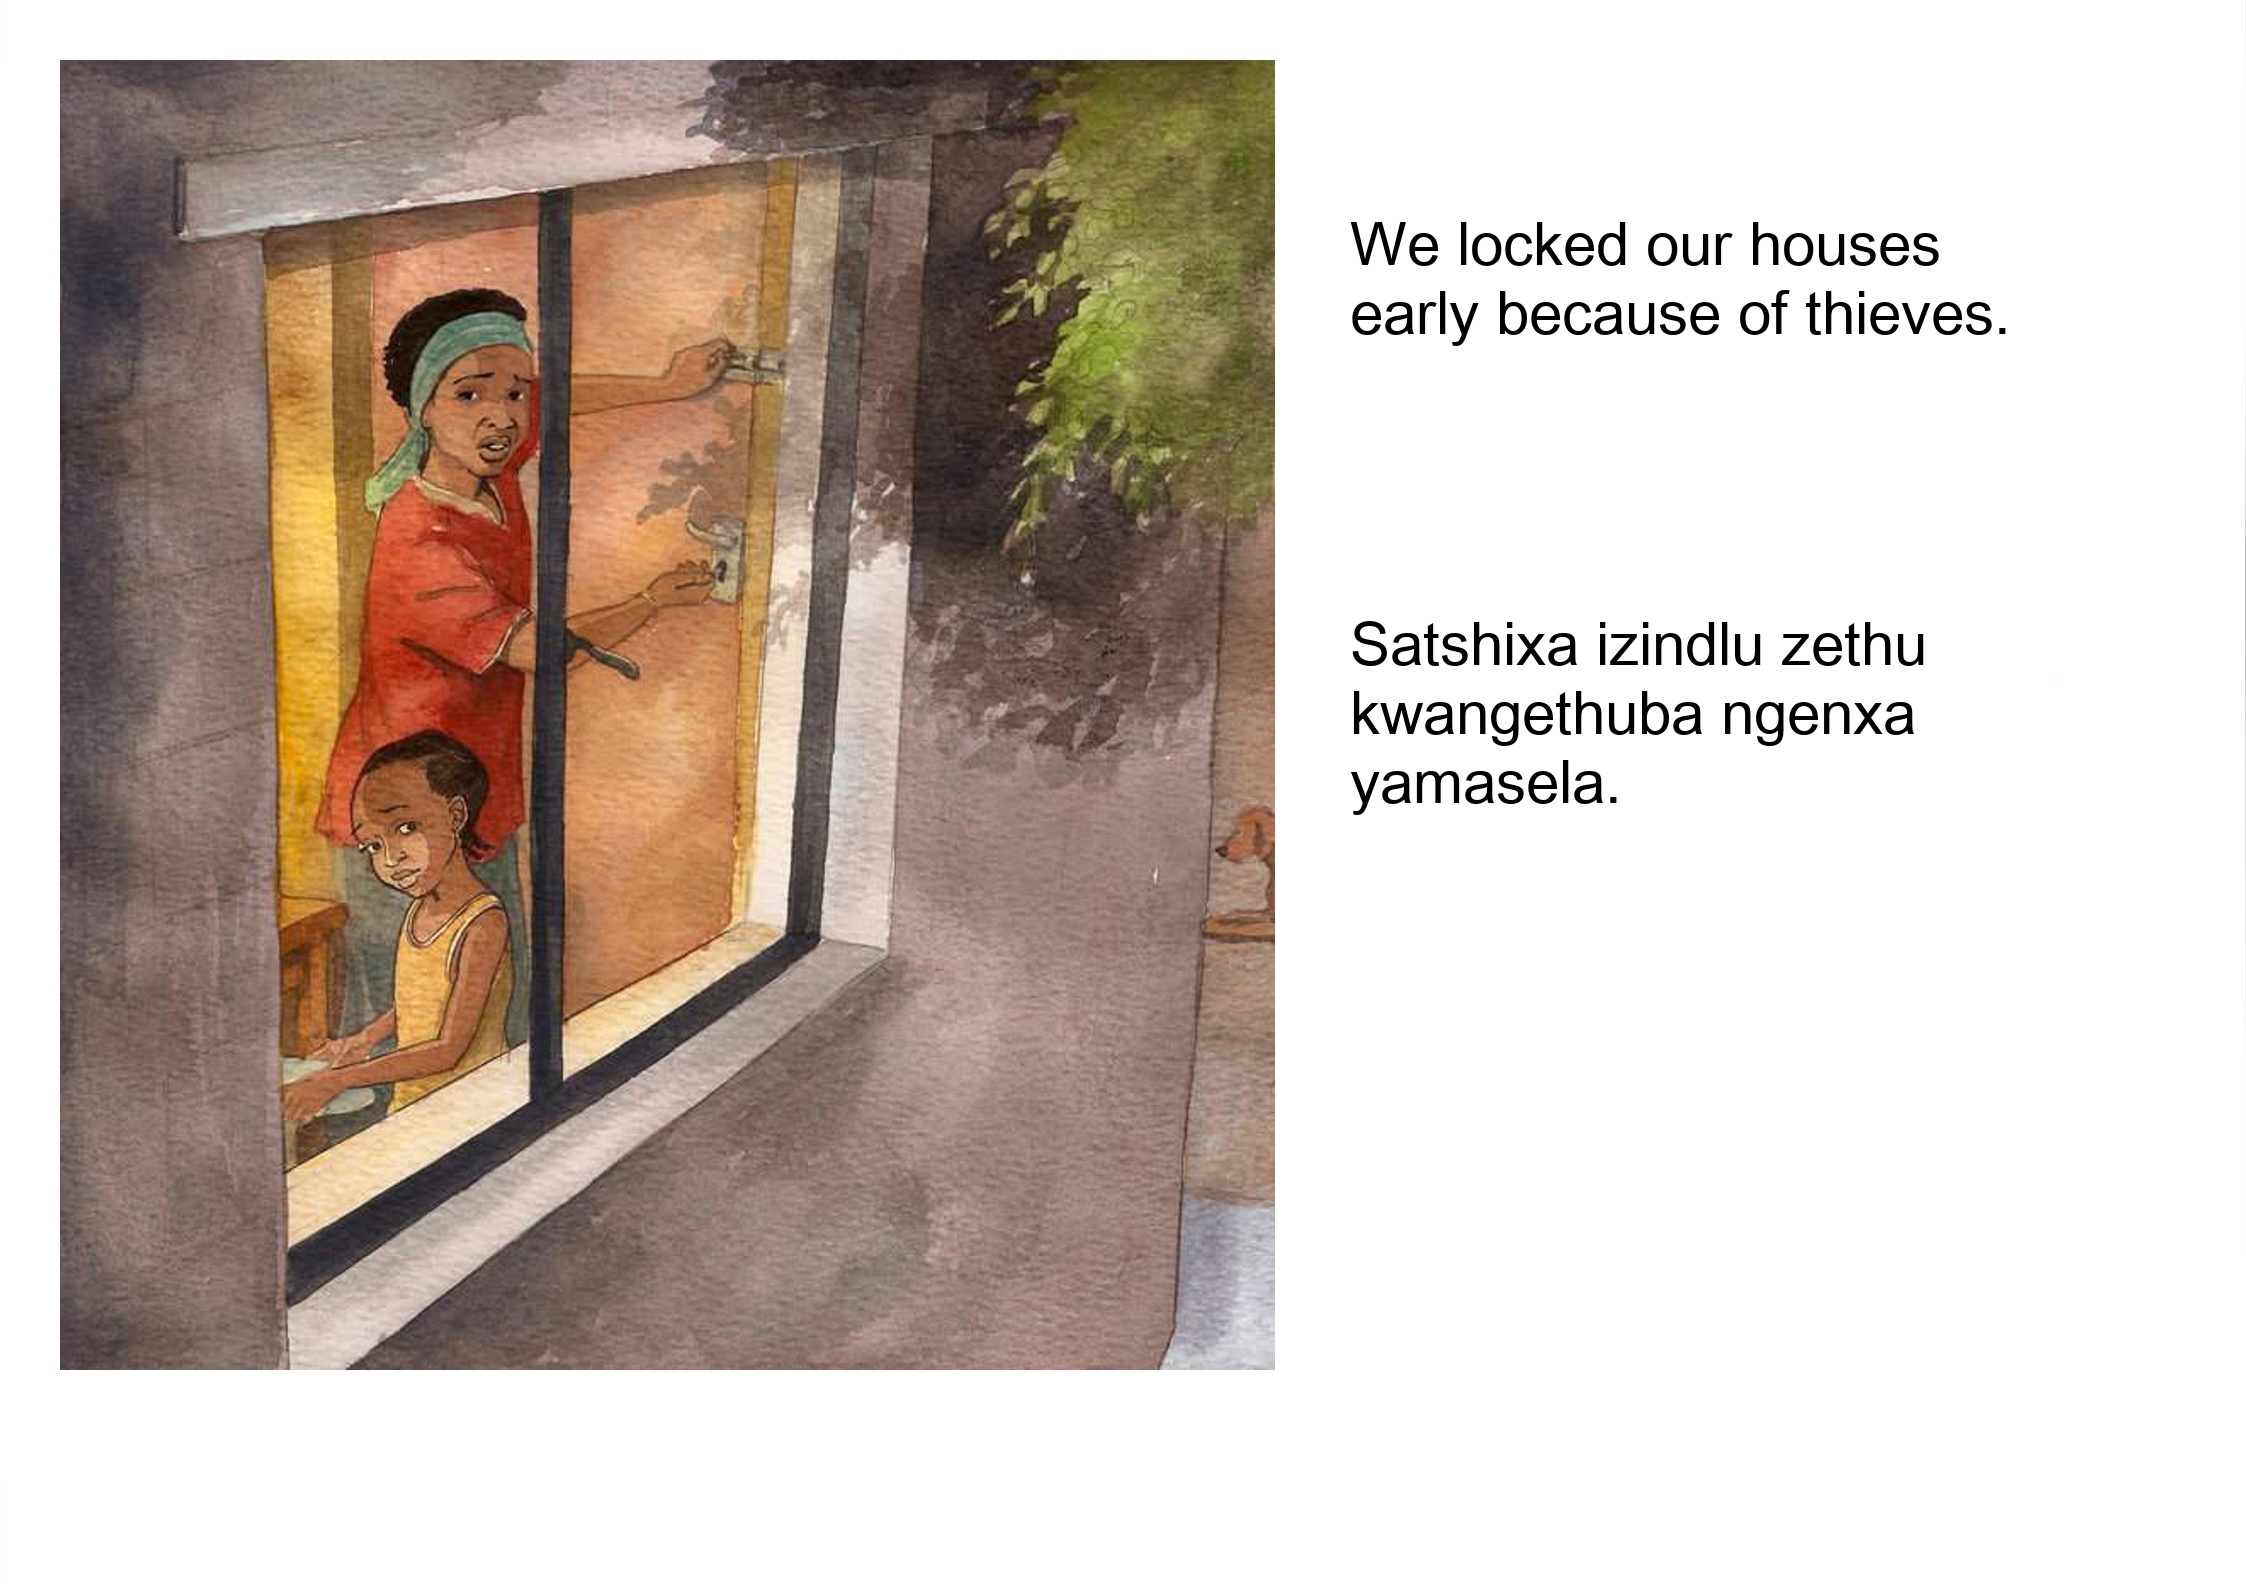 We locked our houses
early because of thieves.
Satshixa izindlu zethu
kwangethuba ngenxa
yamasela.